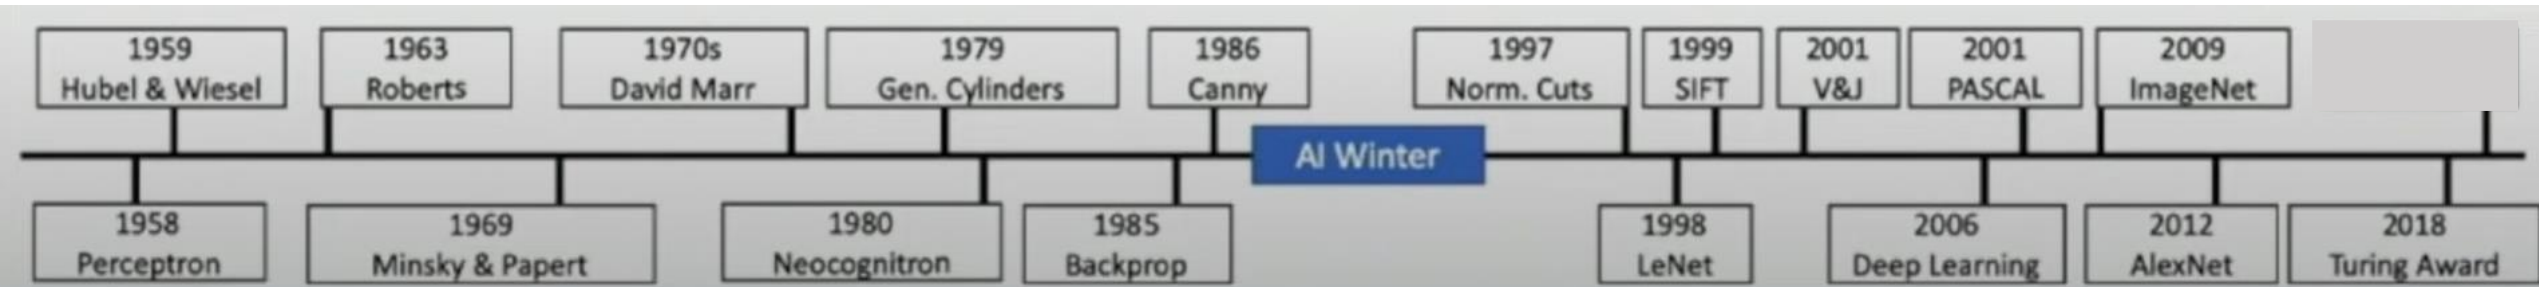 1959
Hubel & Wiesel
1963
Roberts
1970s
David Marr
1979
Gen. Cylinders
1986
Canny
1997
Norm. Cuts
1999
SIFT
2001
V&J
2001
PASCAL
2009
ImageNet
AI Winter
1958
Perceptron
1969
Minsky & Papert
1980
Neocognitron
1985
Backprop
1998
LeNet
2006
Deep Learning
2012
AlexNet
2018
Turing Award